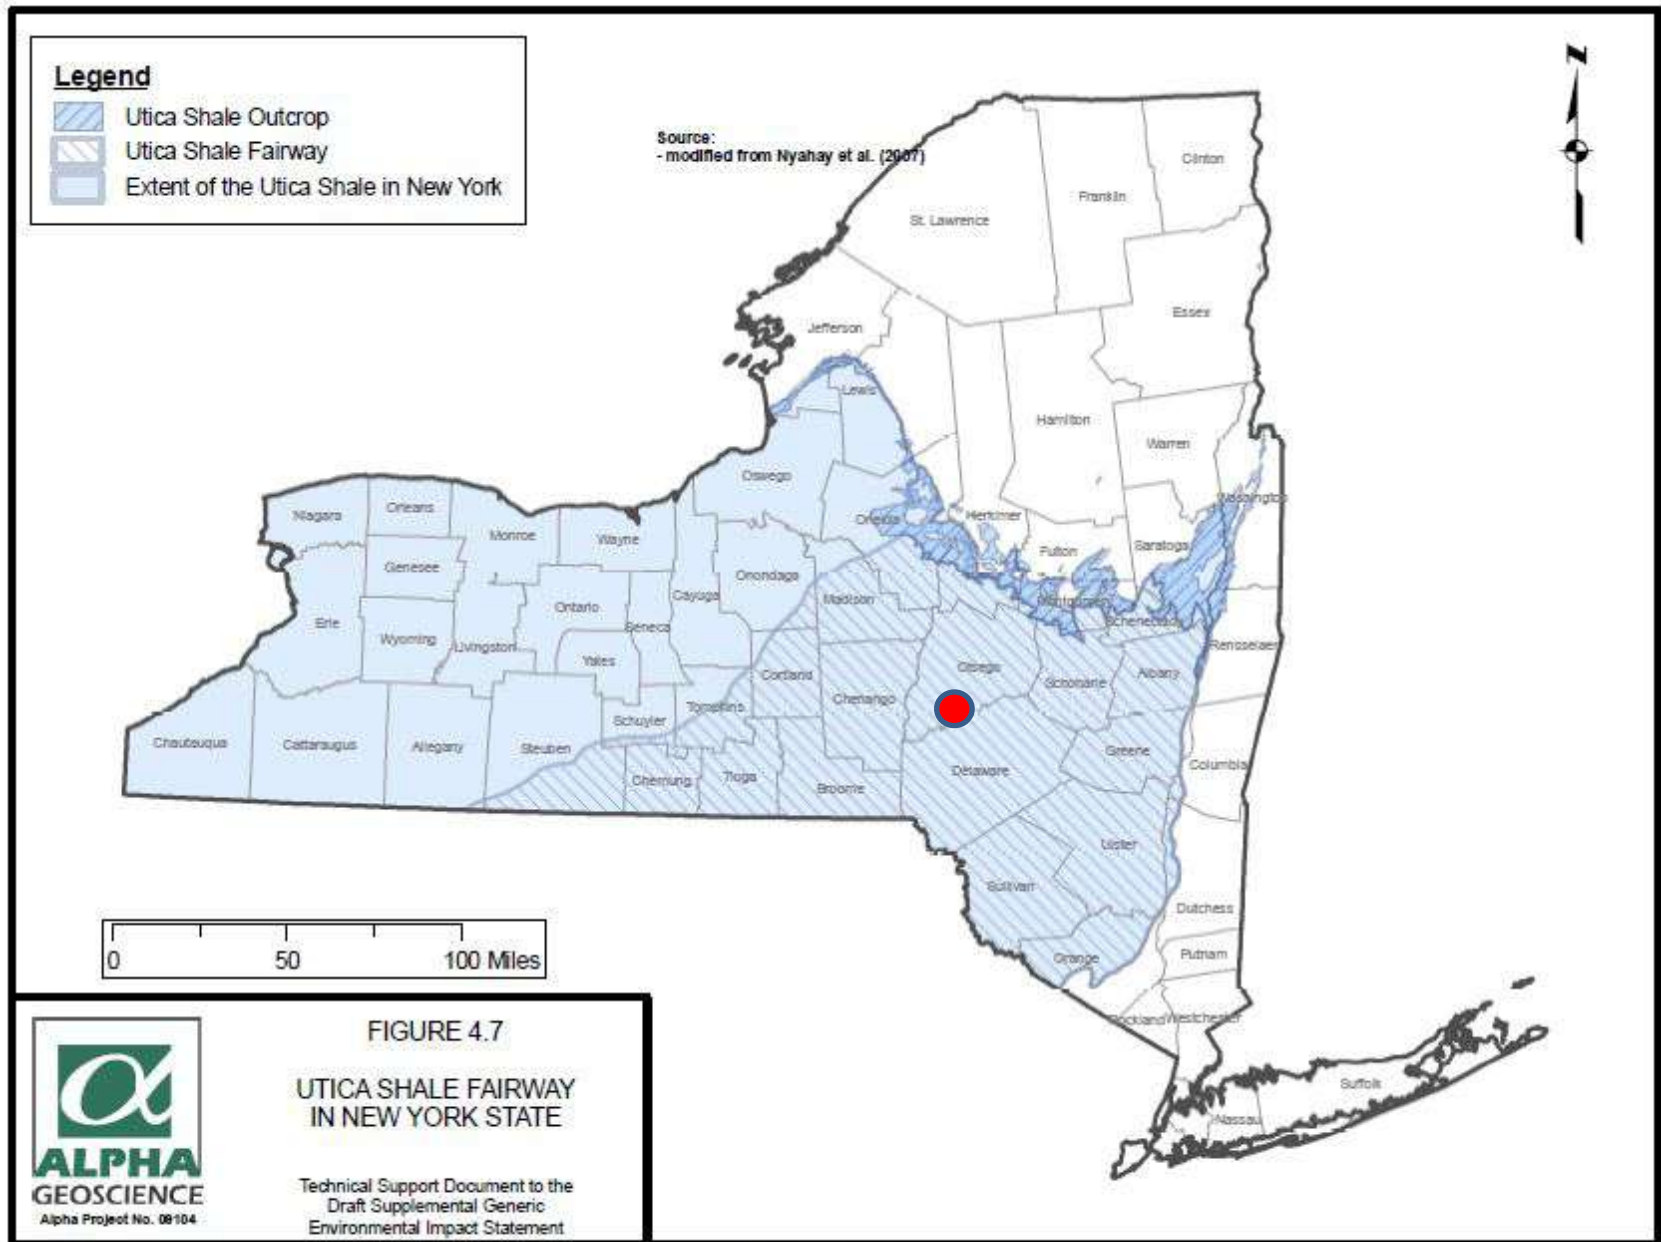 Legend
Utica Shale Outcrop
Utica Shale Fairway
Extent of the Utica Shale in New York
Source:
- modified from Nyahay et al. (2007)
N
Clinton
Franklin
St. Lawrence
Essex
Jefferson
Lewis
Hamilton
Warren
Oswego
Washington
Niagara
Orleans
Monroe
Wayne
Oneida
Herkimer
Fulton
Saratoga
Genesee
Onondaga
Ontario
Cayuga
Madison
Montgomery
Schenectady
Erie
Wyoming
Livingston
Seneca
Yates
Cortland
Otsego
Schoharie
Albany
Rensselaer
Chenango
Tompkins
Schuyler
Chautauqua
Cattaraugus
Allegany
Steuben
Chemung
Tioga
Broome
Delaware
Greene
Columbia
Ulster
Sullivan
Dutchess
Orange
Putnam
Rockland
Westchester
Suffolk
Nassau
0 50 100 Miles
FIGURE 4.7
UTICA SHALE FAIRWAY
IN NEW YORK STATE
Technical Support Document to the
Draft Supplemental Generic
Environmental Impact Statement
ALPHA
GEOSCIENCE
Alpha Project No. 09104